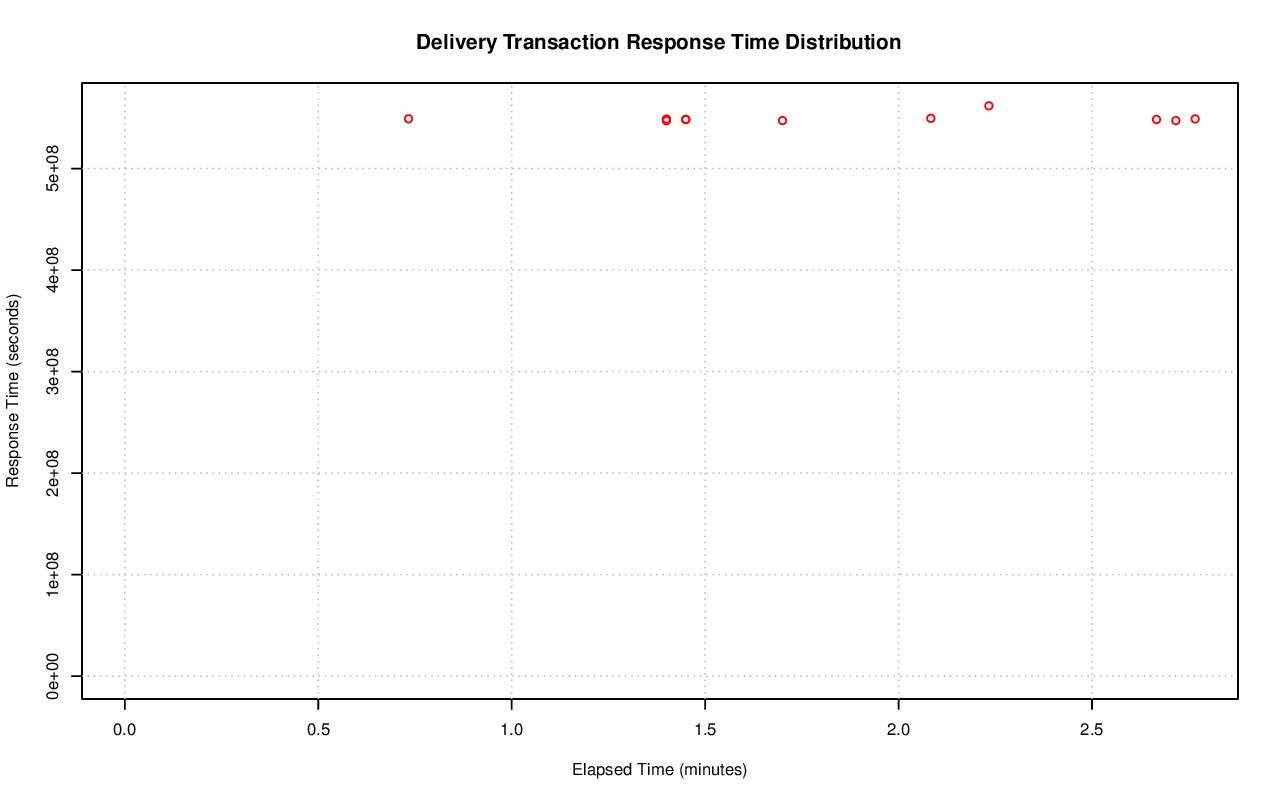 Delivery Transaction Response Time Distribution
Response Time (seconds)
5e+08
4e+08
3e+08
2e+08
1e+08
0e+00
0.0 0.5 1.0 1.5 2.0 2.5
Elapsed Time (minutes)